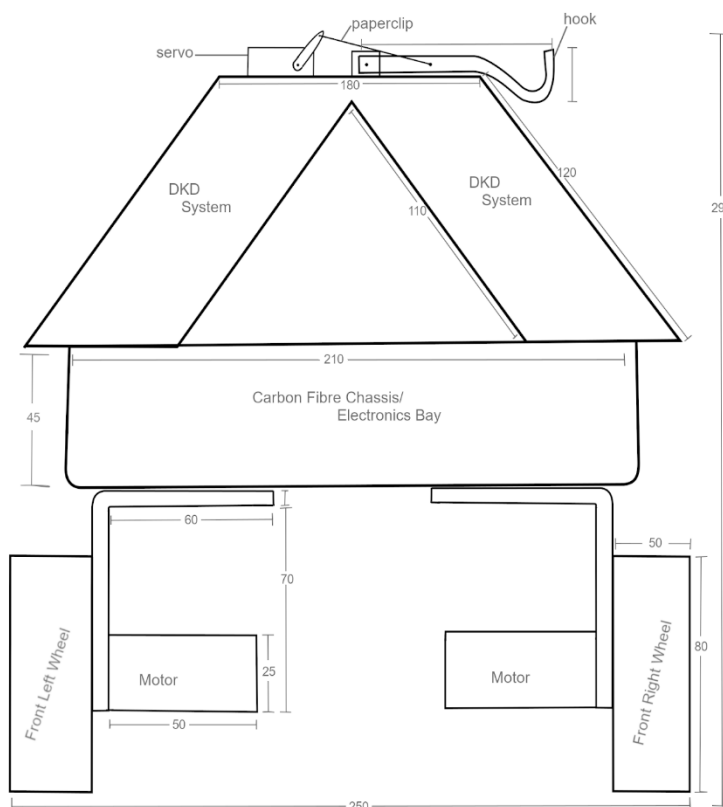 paperclip
hook
servo
180
DKD
System
DKD
System
120
110
29
210
45
Carbon Fibre Chassis/
Electronics Bay
60
70
50
Front Left Wheel
Motor
25
50
Motor
Front Right Wheel
80
250